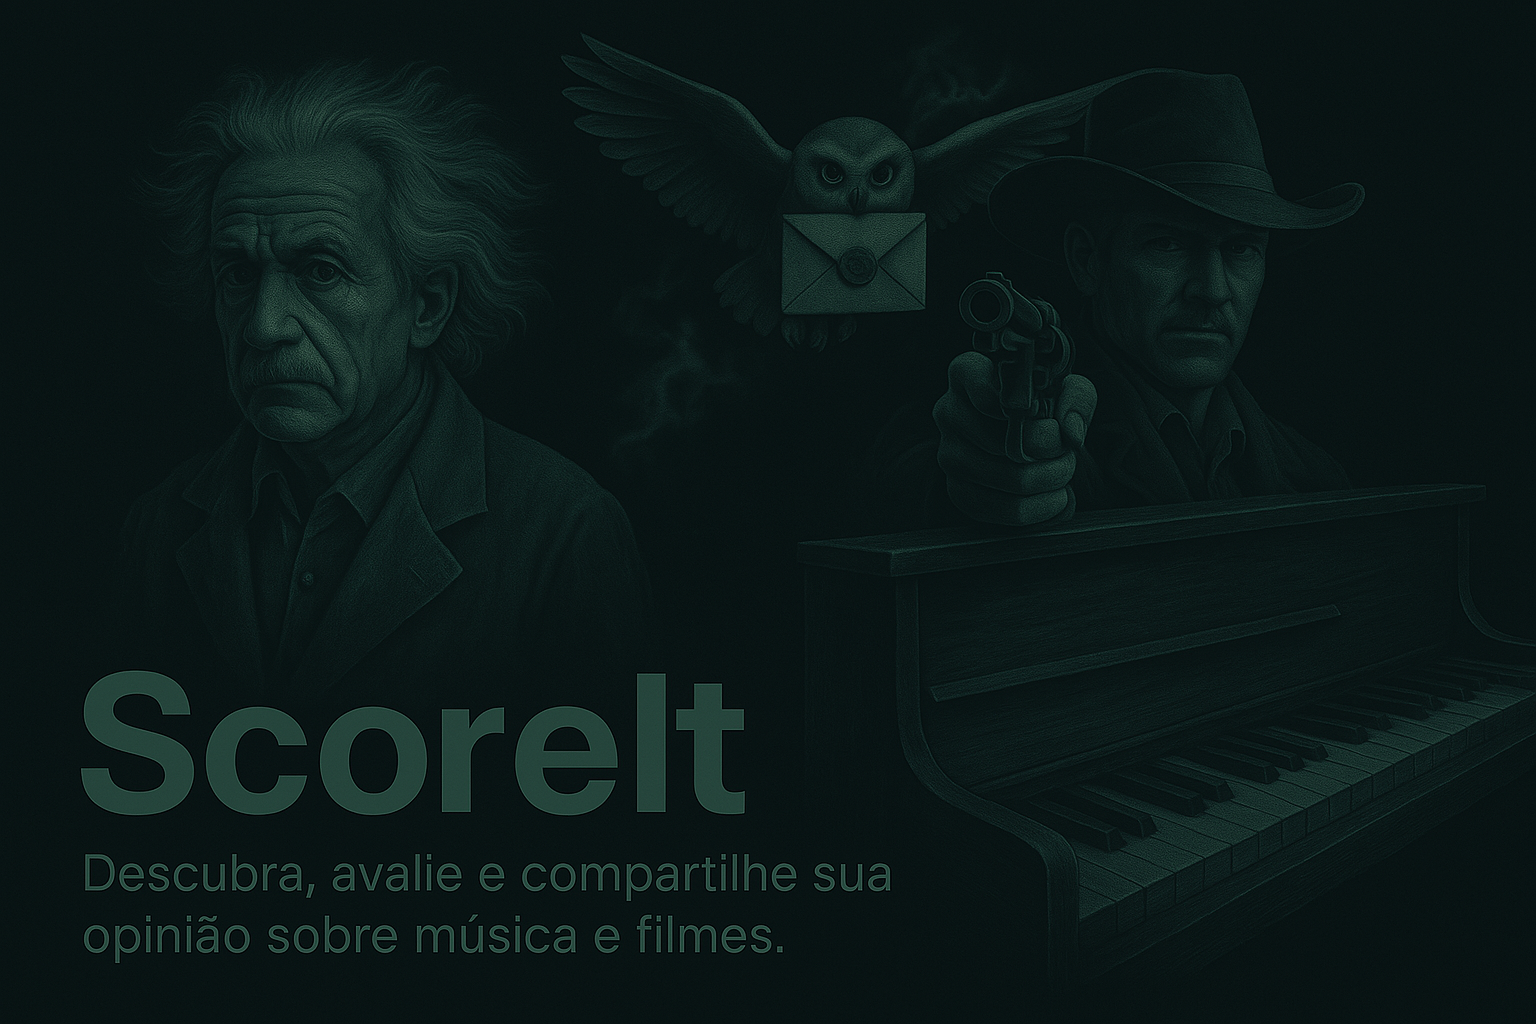 ScoreIt
Descubra, avalie e compartilhe sua
opinião sobre música e filmes.